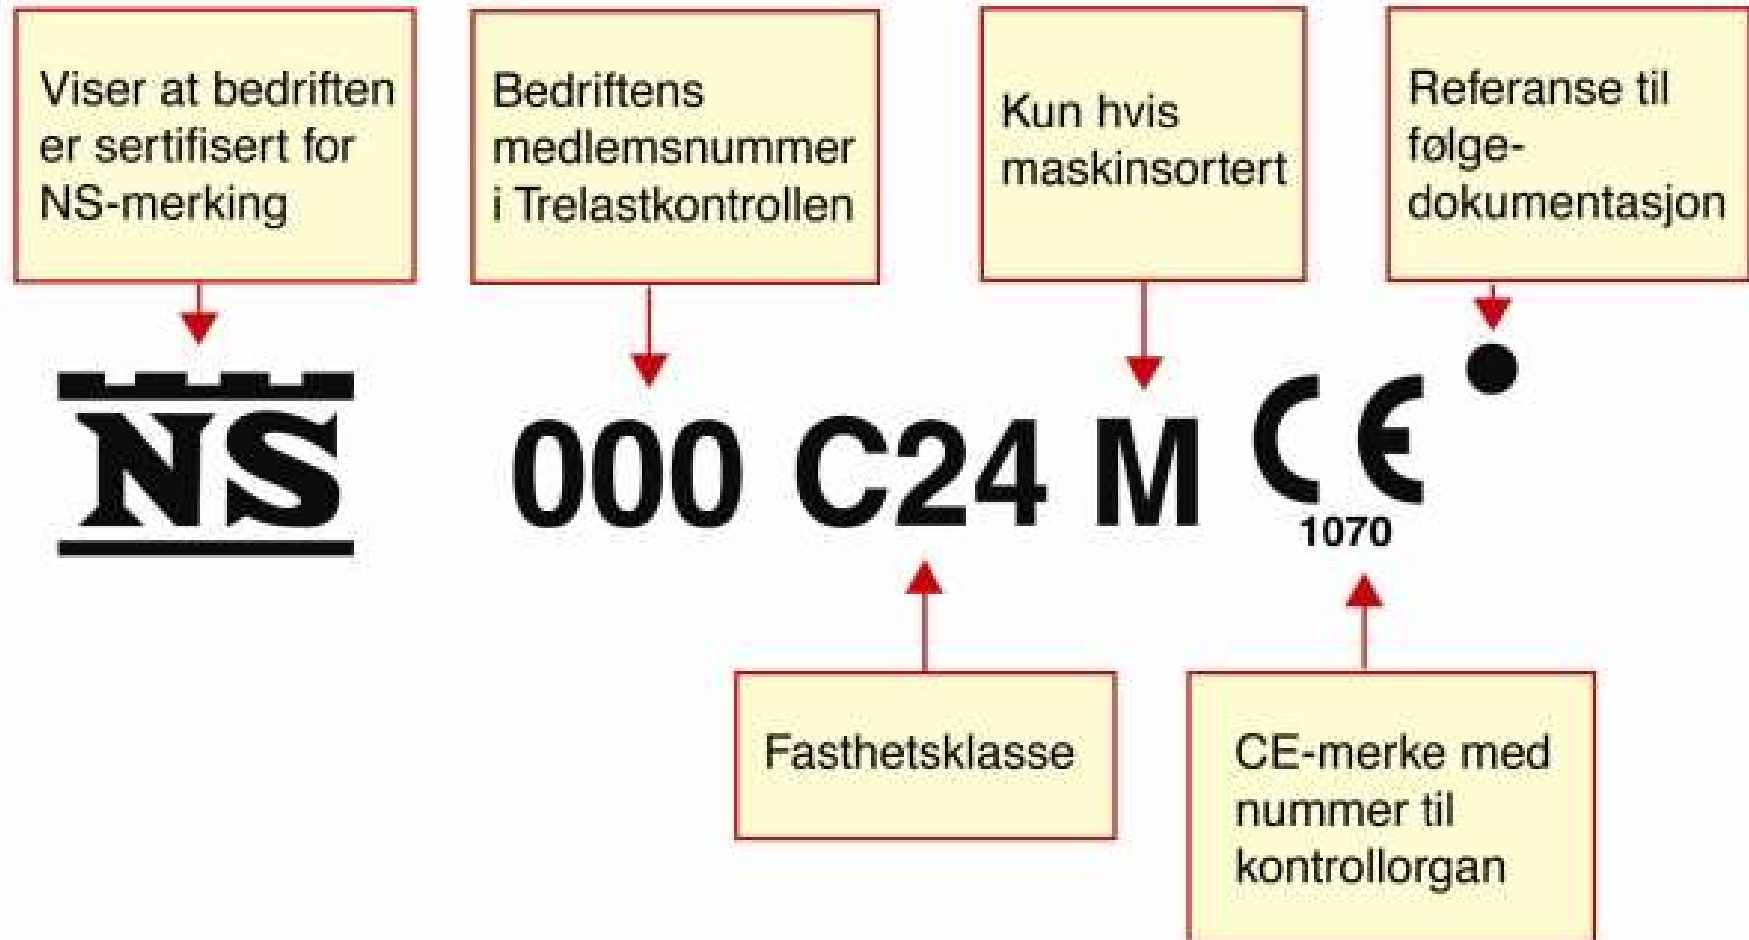 Viser at bedriften
er sertifisert for
NS-merking
Bedriftens
medlemsnummer
i Trelastkontrollen
Kun hvis
maskinsortert
Referanse til
følge-
dokumentasjon
NS
000 C24 M CE
1070
Fasthetsklasse
CE-merke med
nummer til
kontrollorgan